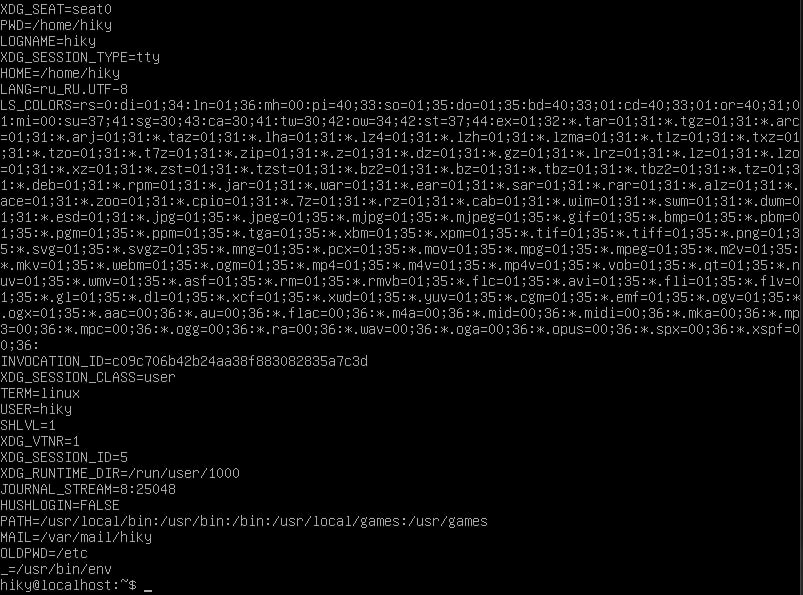 XDG_SEAT=seat0
PWD=/home/hiky
LOGNAME=hiky
XDG_SESSION_TYPE=tty
HOME=/home/hiky
LANG=ru_RU.UTF-8
LS_COLORS=rs=0:di=01;34:ln=01;36:mh=00:pi=40;33:so=01;35:do=01;35:bd=40;33;01:cd=40;33;01:or=40;31;0
1:mi=00:su=37;41:sg=30;43:ca=30;41:tw=30;42:ow=34;42:st=37;44:ex=01;32:*.tar=01;31:*.tgz=01;31:*.arc
=01;31:*.arj=01;31:*.taz=01;31:*.lha=01;31:*.lz4=01;31:*.lzh=01;31:*.lzma=01;31:*.tlz=01;31:*.txz=01
;31:*.tzo=01;31:*.t7z=01;31:*.zip=01;31:*.z=01;31:*.dz=01;31:*.gz=01;31:*.lrz=01;31:*.lz=01;31:*.lzo
=01;31:*.xz=01;31:*.zst=01;31:*.tzst=01;31:*.bz2=01;31:*.bz=01;31:*.tbz=01;31:*.tbz2=01;31:*.tz=01;3
1:*.deb=01;31:*.rpm=01;31:*.jar=01;31:*.war=01;31:*.ear=01;31:*.sar=01;31:*.rar=01;31:*.alz=01;31:*.
ace=01;31:*.zoo=01;31:*.cpio=01;31:*.7z=01;31:*.rz=01;31:*.cab=01;31:*.wim=01;31:*.swm=01;31:*.dwm=0
1;31:*.esd=01;31:*.jpg=01;35:*.jpeg=01;35:*.mjpg=01;35:*.mjpeg=01;35:*.gif=01;35:*.bmp=01;35:*.pbm=0
1;35:*.pgm=01;35:*.ppm=01;35:*.tga=01;35:*.xbm=01;35:*.xpm=01;35:*.tif=01;35:*.tiff=01;35:*.png=01;3
5:*.svg=01;35:*.svgz=01;35:*.mng=01;35:*.pcx=01;35:*.mov=01;35:*.mpg=01;35:*.mpeg=01;35:*.m2v=01;35:
*.mkv=01;35:*.webm=01;35:*.ogm=01;35:*.mp4=01;35:*.m4v=01;35:*.mp4v=01;35:*.vob=01;35:*.qt=01;35:*.n
uv=01;35:*.wmv=01;35:*.asf=01;35:*.rm=01;35:*.rmvb=01;35:*.flc=01;35:*.avi=01;35:*.fli=01;35:*.flv=0
1;35:*.gl=01;35:*.dl=01;35:*.xcf=01;35:*.xwd=01;35:*.yuv=01;35:*.cgm=01;35:*.emf=01;35:*.ogv=01;35:*
.ogx=01;35:*.aac=00;36:*.au=00;36:*.flac=00;36:*.m4a=00;36:*.mid=00;36:*.midi=00;36:*.mka=00;36:*.mp
3=00;36:*.mpc=00;36:*.ogg=00;36:*.ra=00;36:*.wav=00;36:*.oga=00;36:*.opus=00;36:*.spx=00;36:*.xspf=0
0;36:
INVOCATION_ID=c09c706b42b24aa38f883082835a7c3d
XDG_SESSION_CLASS=user
TERM=linux
USER=hiky
SHLVL=1
XDG_VTNR=1
XDG_SESSION_ID=5
XDG_RUNTIME_DIR=/run/user/1000
JOURNAL_STREAM=8:25048
HUSHLOGIN=FALSE
PATH=/usr/local/bin:/usr/bin:/bin:/usr/local/games:/usr/games
MAIL=/var/mail/hiky
OLDPWD=/etc
_=/usr/bin/env
hiky@localhost:~$ _